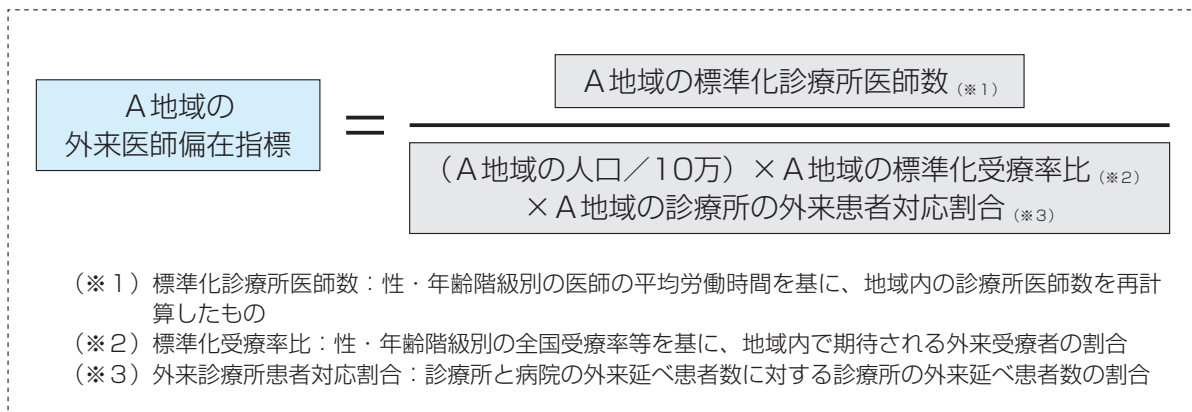 A地域の
外来医師偏在指標
=
A地域の標準化診療所医師数(※1)
(A地域の人口/10万)×A地域の標準化受療率比(※2)
×A地域の診療所の外来患者対応割合(※3)
(※1)標準化診療所医師数:性・年齢階級別の医師の平均労働時間を基に、地域内の診療所医師数を再計
算したもの
(※2)標準化受療率比:性・年齢階級別の全国受療率等を基に、地域内で期待される外来受療者の割合
(※3)外来診療所患者対応割合:診療所と病院の外来延べ患者数に対する診療所の外来延べ患者数の割合